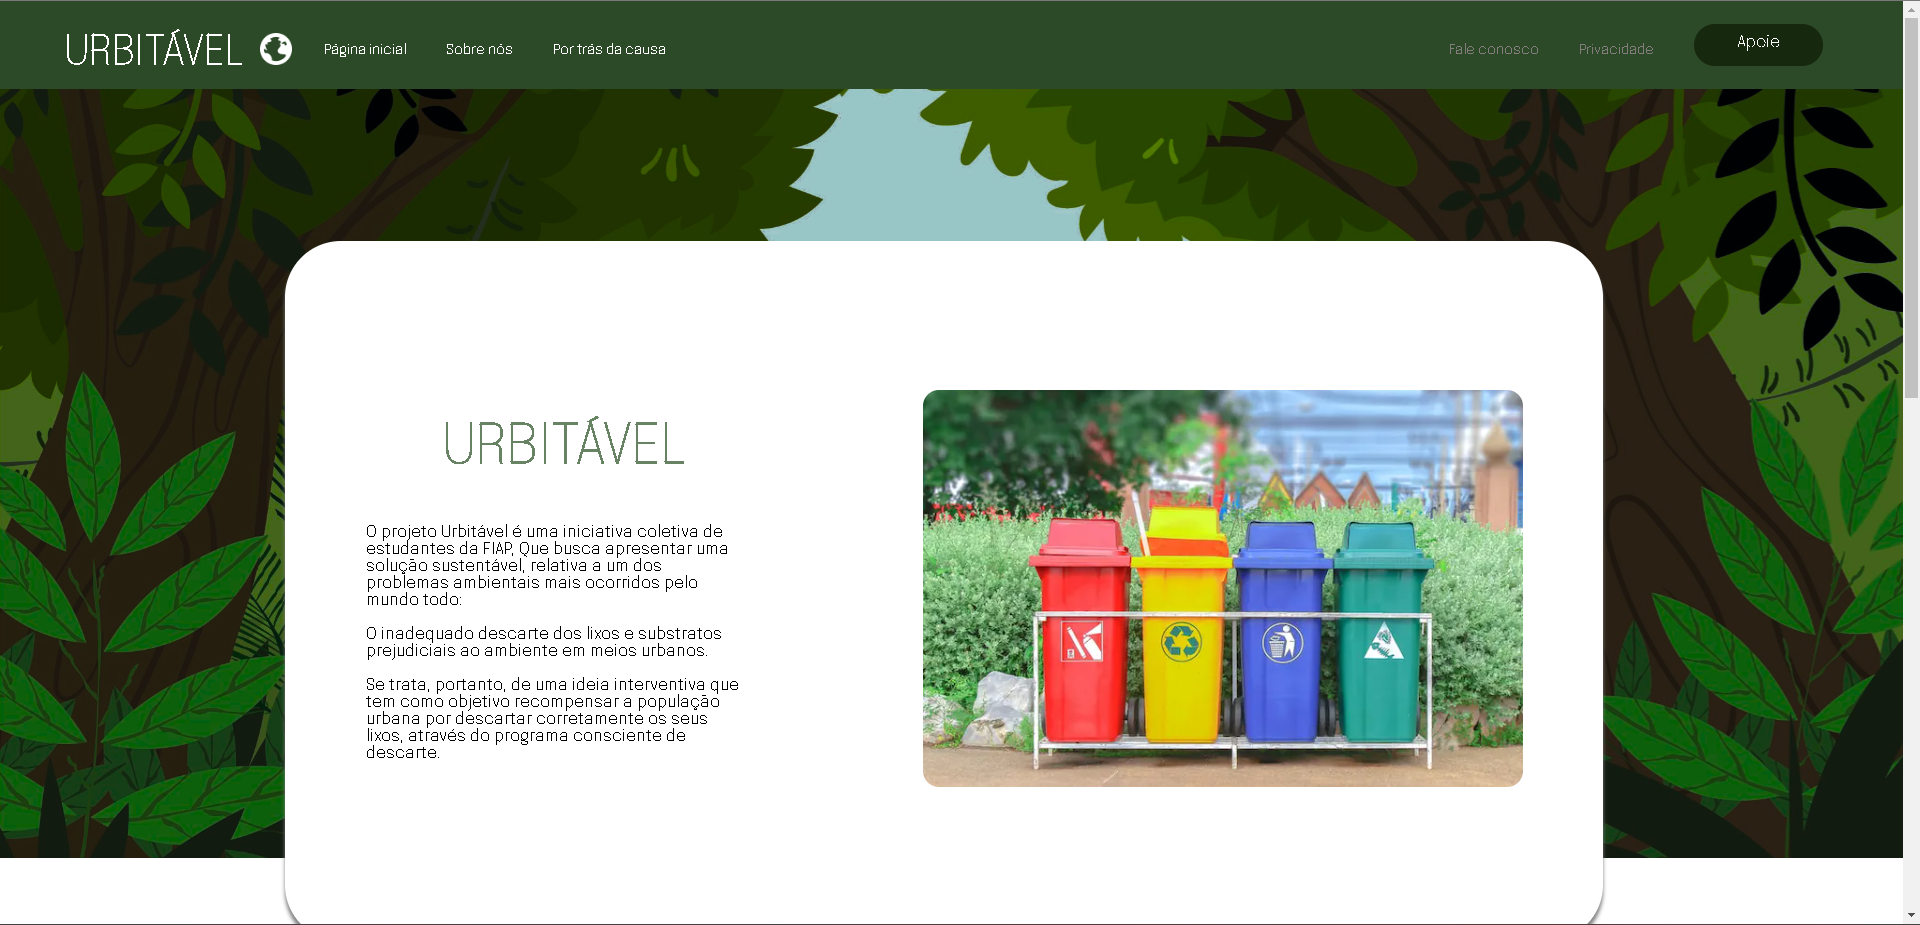 URBITÁVEL Página inicial Sobre nós Por trás da causa Fale conosco Privacidade Apoie
URBITÁVEL
O projeto Urbitável é uma iniciativa coletiva de
estudantes da FIAP, Que busca apresentar uma
solução sustentável, relativa a um dos
problemas ambientais mais ocorridos pelo
mundo todo:
O inadequado descarte dos lixos e substratos
prejudiciais ao ambiente em meios urbanos.
Se trata, portanto, de uma ideia interventiva que
tem como objetivo recompensar a população
urbana por descartar corretamente os seus
lixos, através do programa consciente de
descarte.